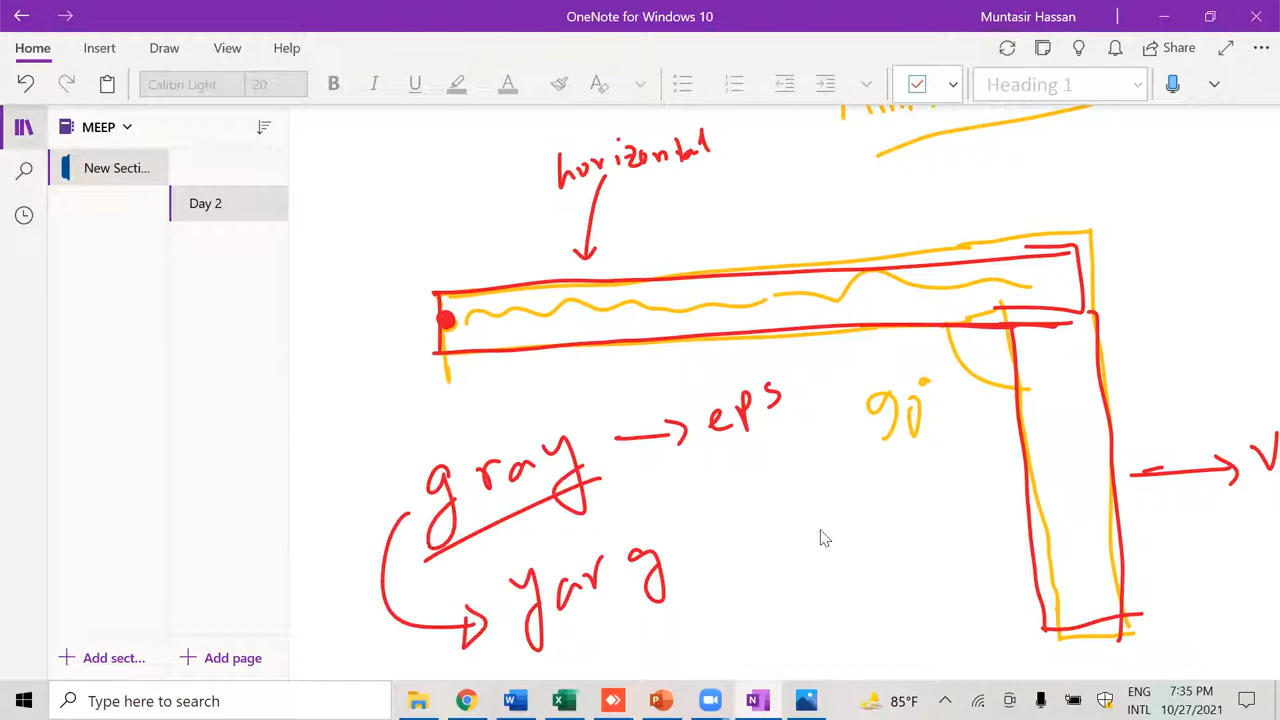 OneNote for Windows 10
Muntasir Hassan
Home Insert Draw View Help
Share
Calibri Light 20
B I U A
Heading 1
MEEP
New Secti...
Day 2
horizontal
90°
gray → eps
V
yarg
Add sect...
Add page
Type here to search
85°F
ENG
INTL
7:35 PM
10/27/2021